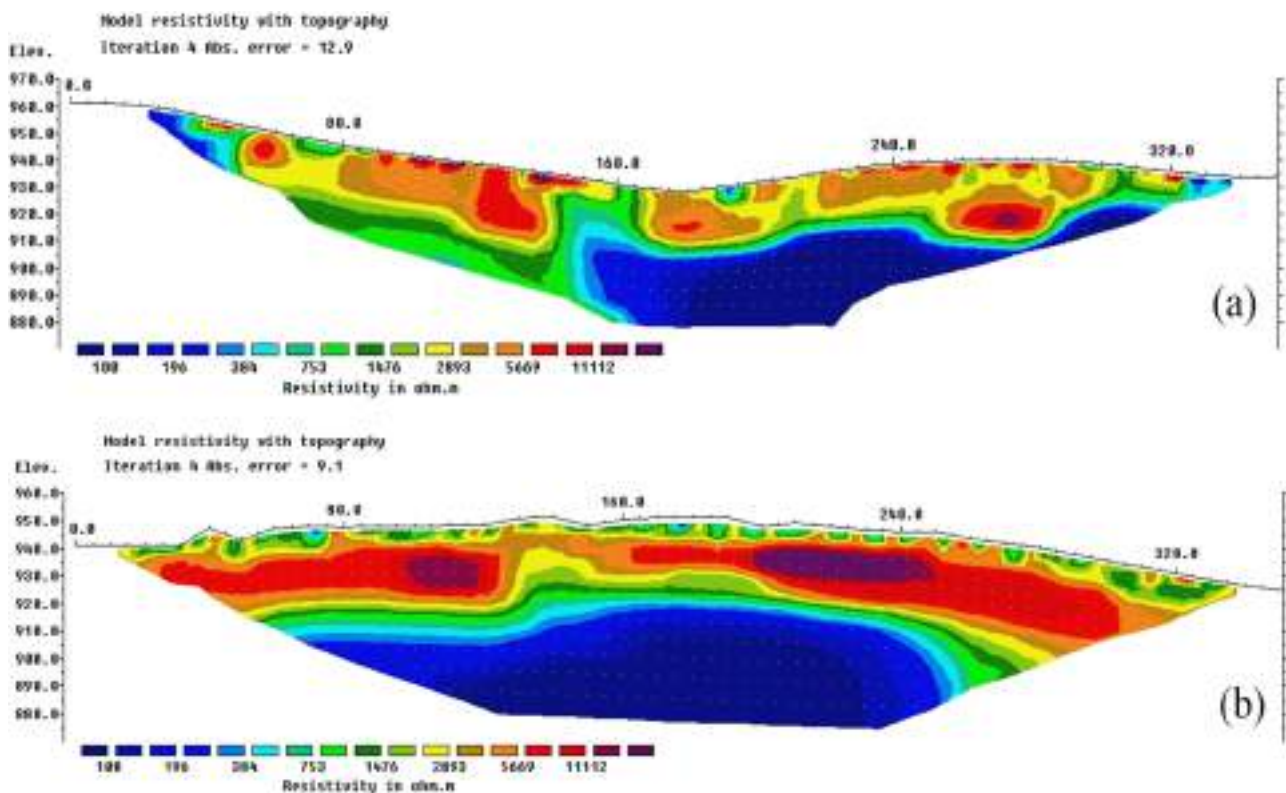 Model resistivity with topography
Iteration 4 Abs. error = 12.9
Elev.
970.0 0.0
960.0
950.0 80.0
940.0 240.0
930.0 160.0 320.0
920.0
910.0
900.0
890.0
880.0
(a)
100 196 384 753 1476 2893 5669 11112
Resistivity in ohm.m
Model resistivity with topography
Iteration 4 Abs. error = 9.1
Elev.
960.0
950.0 0.0 80.0 160.0 240.0
940.0 320.0
930.0
920.0
910.0
900.0
890.0
880.0
(b)
100 196 384 753 1476 2893 5669 11112
Resistivity in ohm.m